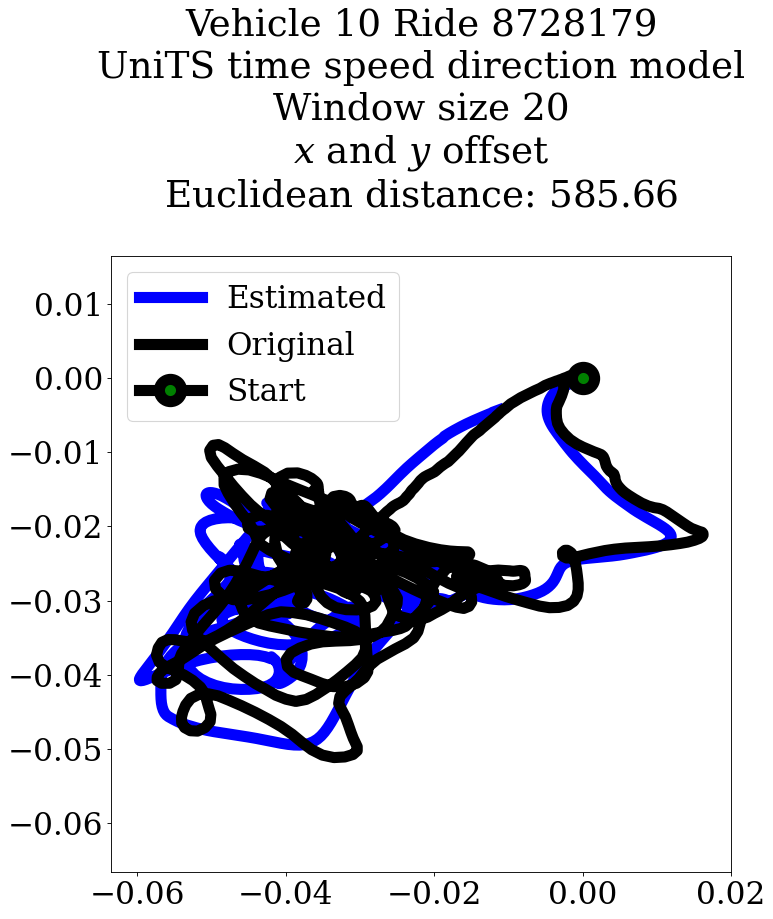 Vehicle 10 Ride 8728179
UniTS time speed direction model
Window size 20
x and y offset
Euclidean distance: 585.66
Estimated
Original
Start
0.01
0.00
−0.01
−0.02
−0.03
−0.04
−0.05
−0.06
−0.06
−0.04
−0.02
0.00
0.02